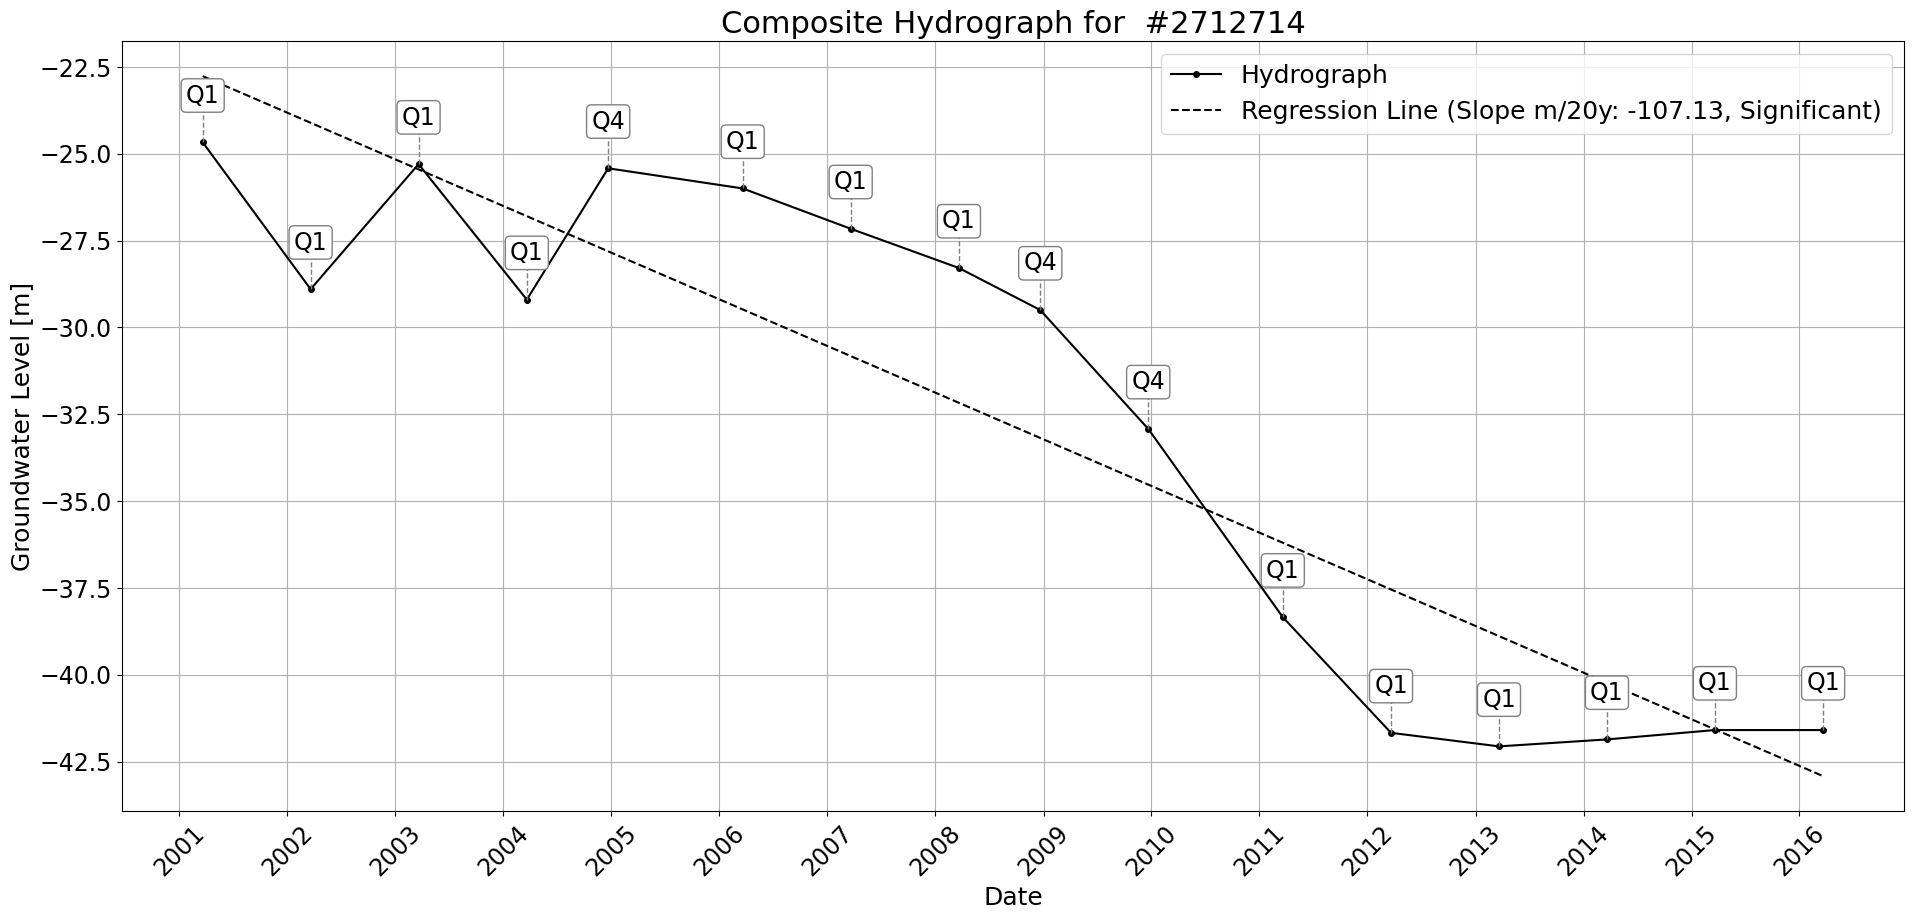 Composite Hydrograph for  #2712714
Hydrograph
Regression Line (Slope m/20y: -107.13, Significant)
Groundwater Level [m]
−22.5
−25.0
−27.5
−30.0
−32.5
−35.0
−37.5
−40.0
−42.5
Q1
Q1
Q1
Q1
Q4
Q1
Q1
Q1
Q4
Q4
Q1
Q1
Q1
Q1
Q1
Q1
2001
2002
2003
2004
2005
2006
2007
2008
2009
2010
2011
2012
2013
2014
2015
2016
Date